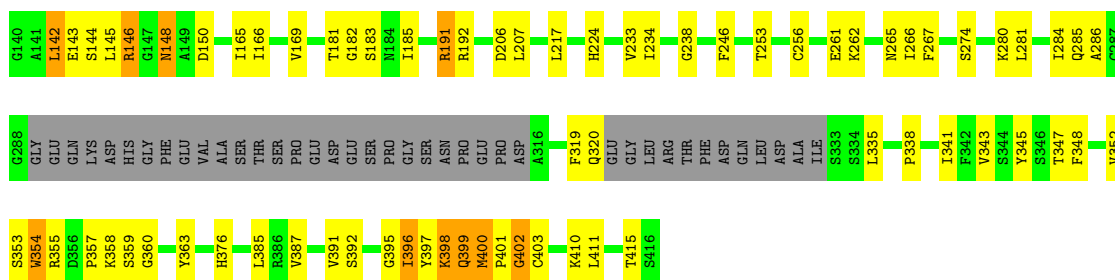 G140 A141 L142 E143 S144 L145 R146 G147 N148 A149 D150 I165 I166 V169 T181 G182 S183 N184 I185 R191 R192 D206 L207 L217 H224 V233 I234 G238 F246 T253 C256 E261 K262 N265 I266 F267 S274 K280 L281 I284 Q285 A286 C287
G288 GLY GLU GLN LYS ASP HIS GLY PHE GLU VAL ALA SER THR SER PRO GLU ASP GLU SER PRO GLY SER ASN PRO GLU PRO ASP A316 F319 Q320 GLU GLY LEU ARG THR PHE ASP GLN LEU ASP ALA ILE S333 S334 L335 P338 I341 F342 V343 S344 Y345 S346 T347 F348 V352
S353 W354 R355 D356 P357 K358 S359 G360 Y363 H376 L385 R386 V387 V391 S392 G395 I396 Y397 K398 Q399 M400 P401 G402 C403 K410 L411 T415 S416